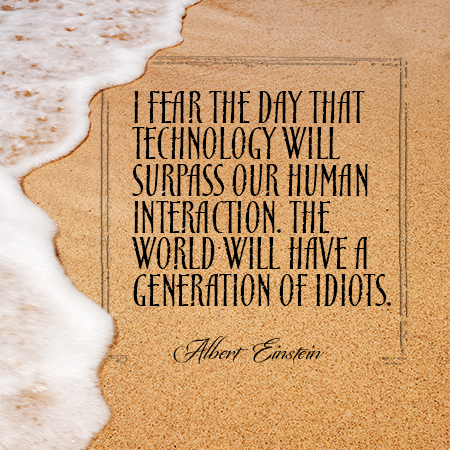 I FEAR THE DAY THAT
TECHNOLOGY WILL
SURPASS OUR HUMAN
INTERACTION. THE
WORLD WILL HAVE A
GENERATION OF IDIOTS.
Albert Einstein